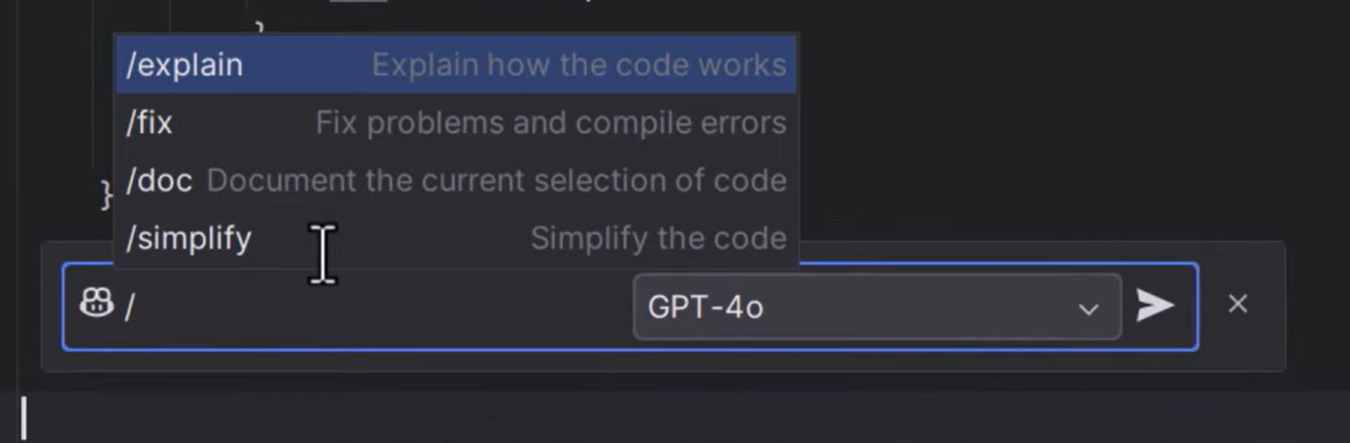 }
/explain Explain how the code works
/fix Fix problems and compile errors
/doc Document the current selection of code
}
/simplify Simplify the code
/ GPT-4o